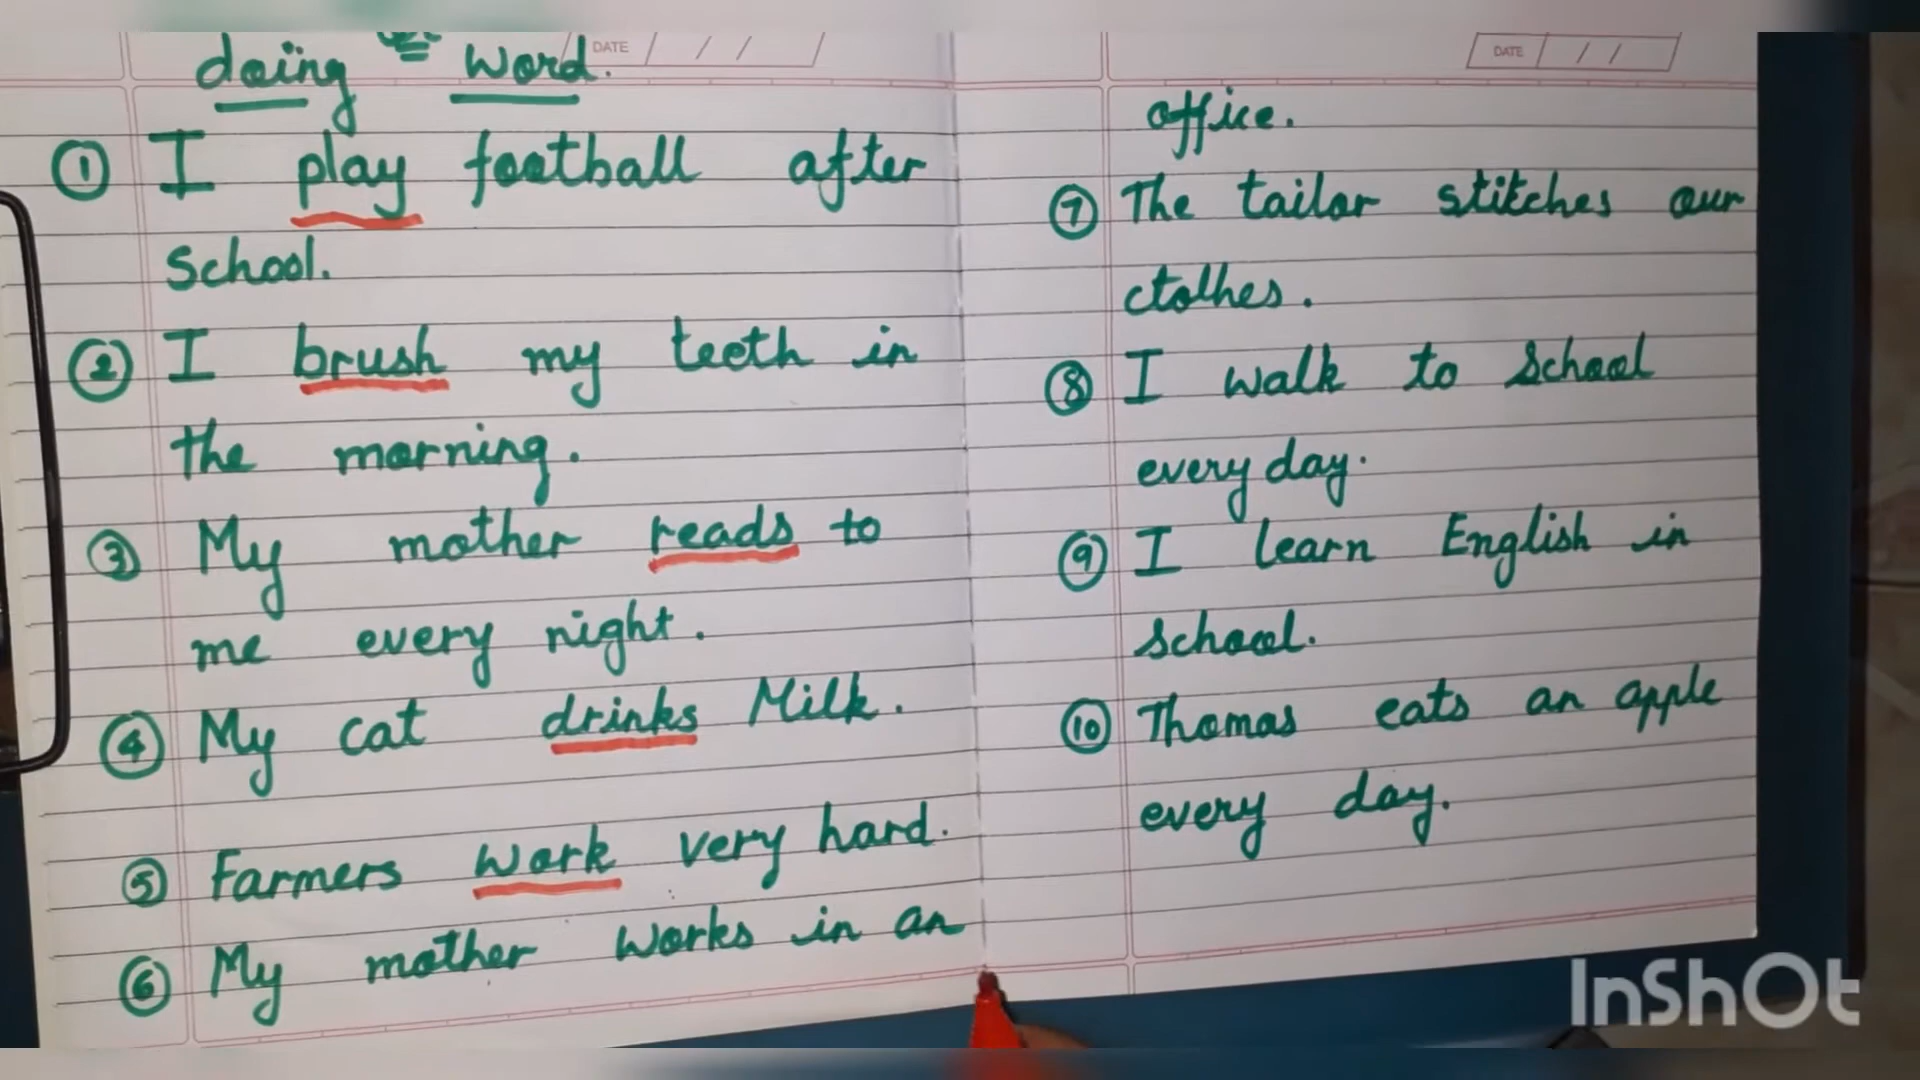 doing word.
DATE / /
① I play football after
School.
② I brush my teeth in
the morning.
③ My mother reads to
me every night.
④ My cat drinks Milk.
⑤ Farmers work very hard.
⑥ My mother works in an
DATE / /
office.
⑦ The tailor stitches our
ctolhes.
⑧ I walk to School
every day.
⑨ I learn English in
school.
⑩ Thomas eats an apple
every day.
InShOt